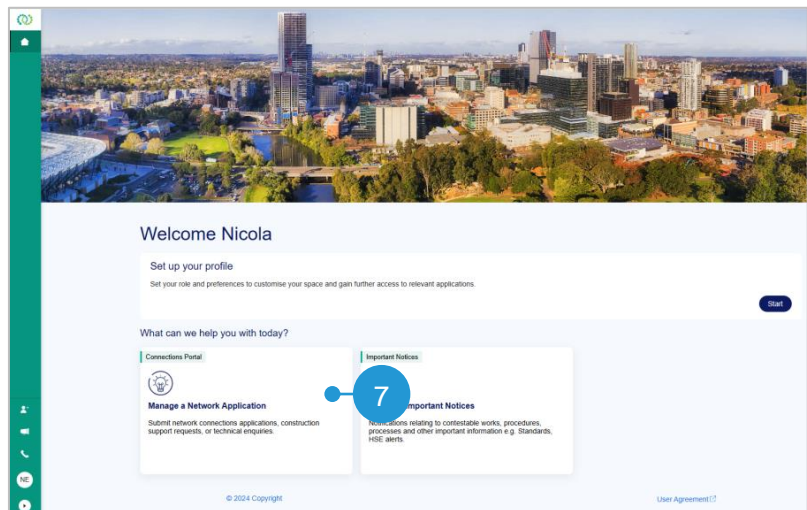 Welcome Nicola
Set up your profile
Set your role and preferences to customise your space and gain further access to relevant applications.
Start
What can we help you with today?
Connections Portal
Manage a Network Application
Submit network connections applications, construction
support requests, or technical enquiries.
7
Important Notices
Important Notices
Notifications relating to contestable works, procedures,
processes and other important information e.g. Standards,
HSE alerts.
NE
© 2024 Copyright
User Agreement